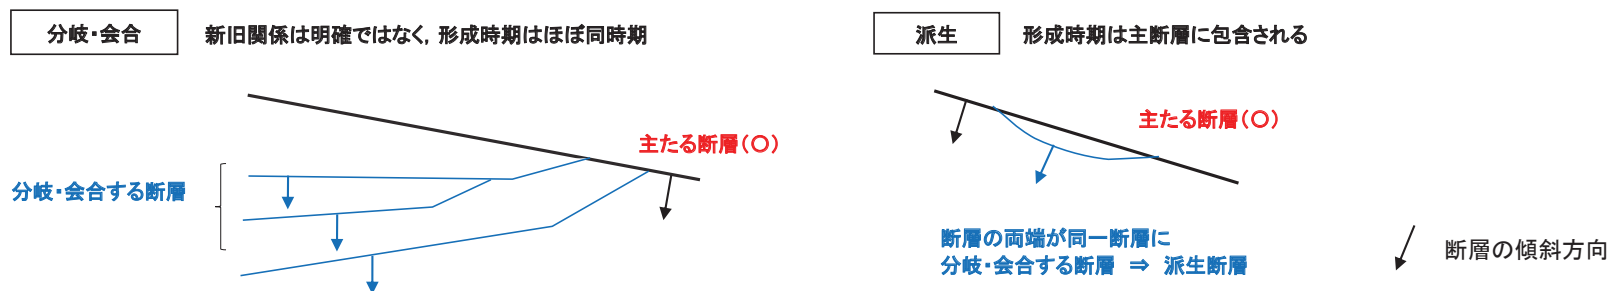 分岐・会合
新旧関係は明確ではなく，形成時期はほぼ同時期
主たる断層（〇）
分岐・会合する断層
派生
形成時期は主断層に包含される
主たる断層（〇）
断層の両端が同一断層に
分岐・会合する断層 ⇒ 派生断層
断層の傾斜方向